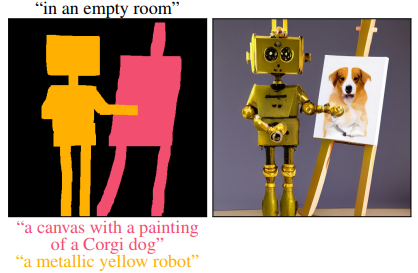 “in an empty room”
“a canvas with a painting
of a Corgi dog”
“a metallic yellow robot”